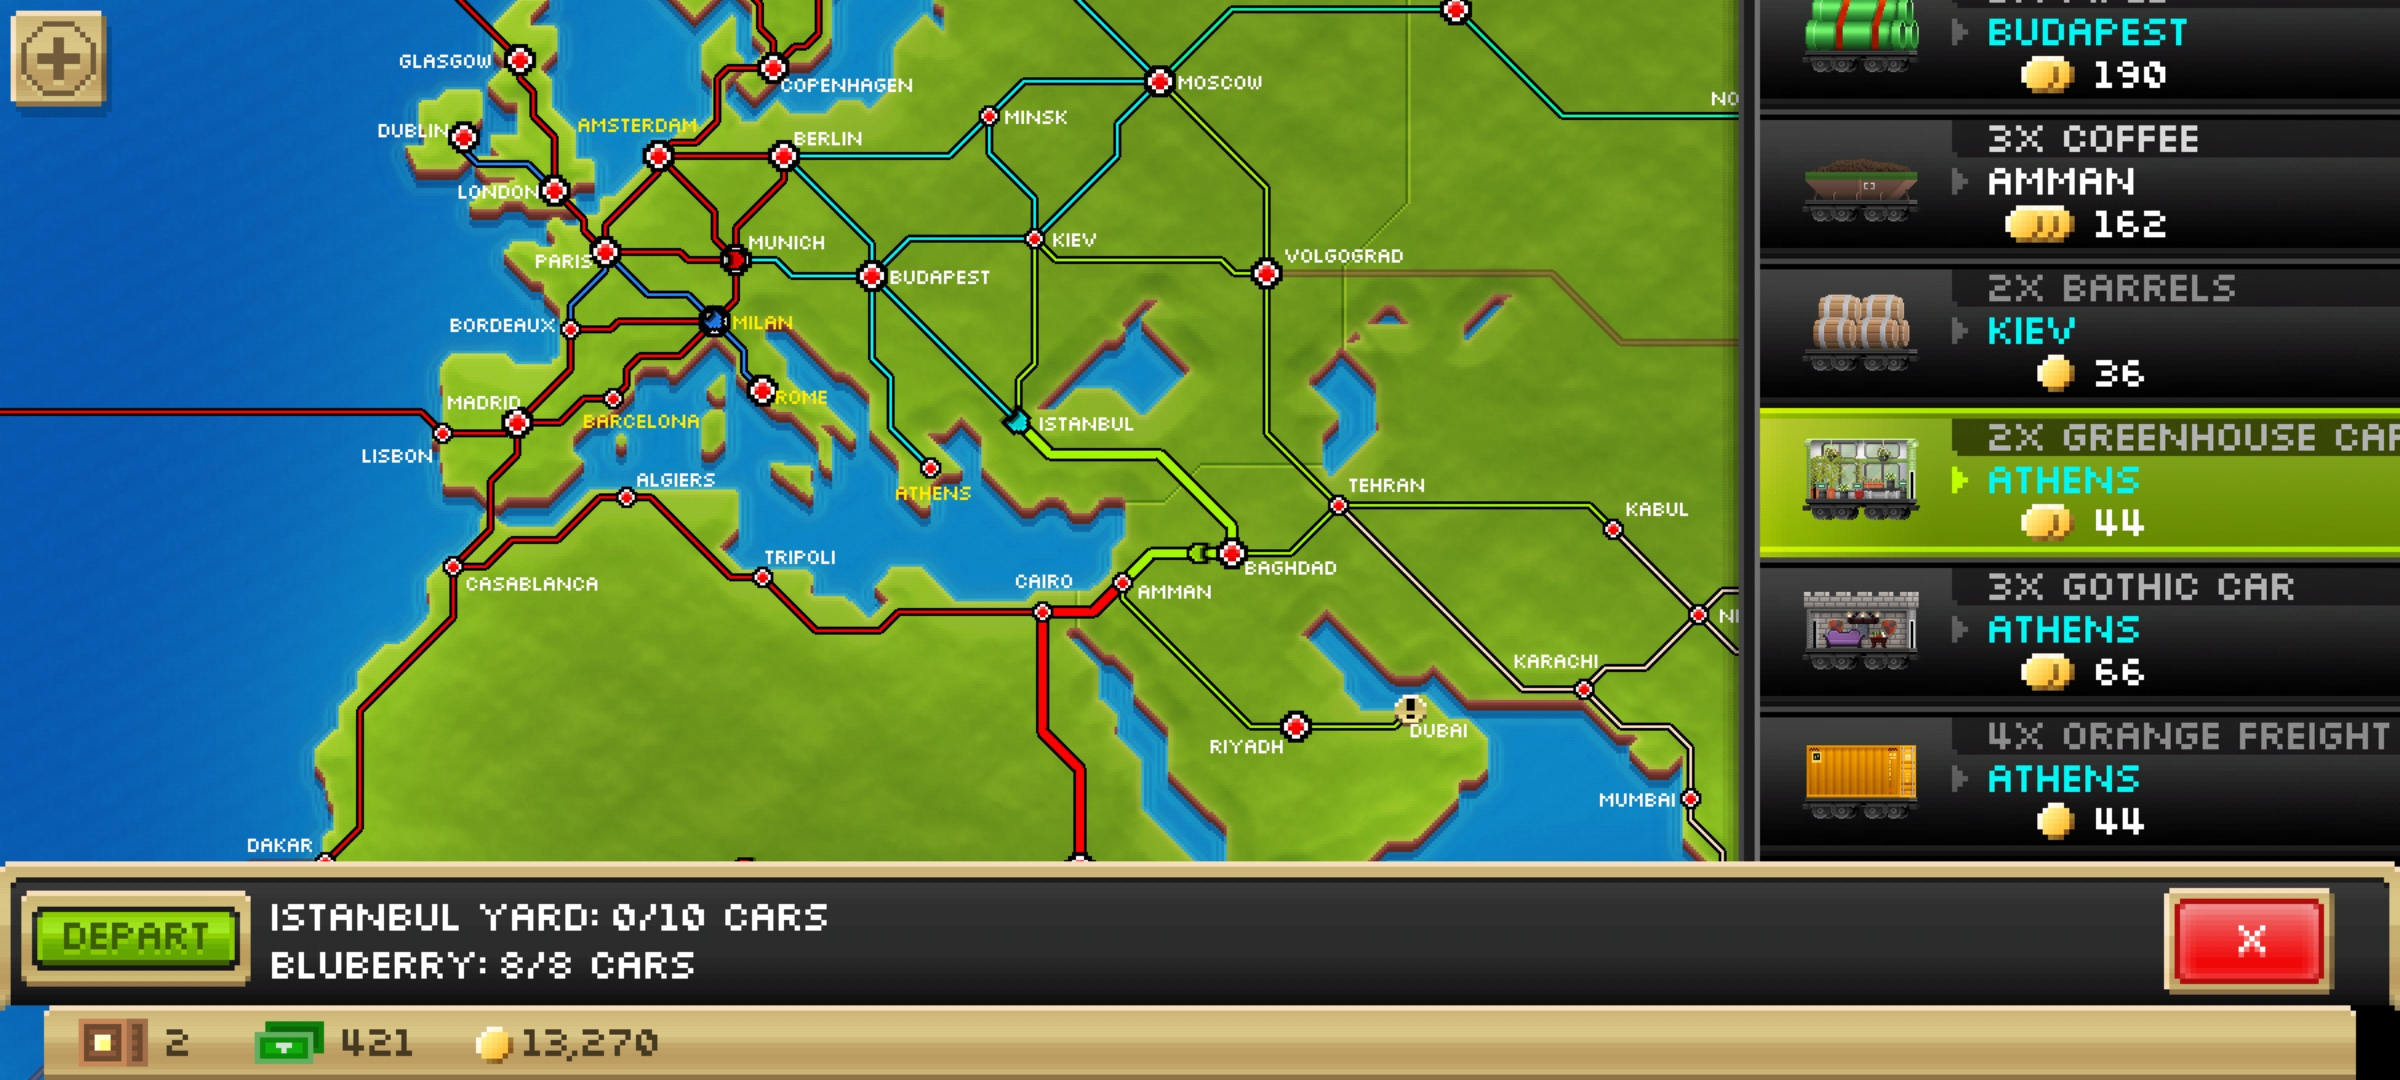 GLASGOW
COPENHAGEN
MOSCOW
DUBLIN
AMSTERDAM
BERLIN
MINSK
LONDON
PARIS
MUNICH
BUDAPEST
KIEV
VOLGOGRAD
BORDEAUX
MILAN
MADRID
BARCELONA
ROME
ISTANBUL
LISBON
ALGIERS
ATHENS
TEHRAN
KABUL
TRIPOLI
CAIRO
BAGHDAD
CASABLANCA
AMMAN
KARACHI
RIYADH
DUBAI
MUMBAI
DAKAR
NO
NI
BUDAPEST
190
3X COFFEE
AMMAN
162
2X BARRELS
KIEV
36
2X GREENHOUSE CAR
ATHENS
44
3X GOTHIC CAR
ATHENS
66
4X ORANGE FREIGHT
ATHENS
44
DEPART
ISTANBUL YARD: 0/10 CARS
BLUBERRY: 8/8 CARS
X
2
421
13,270